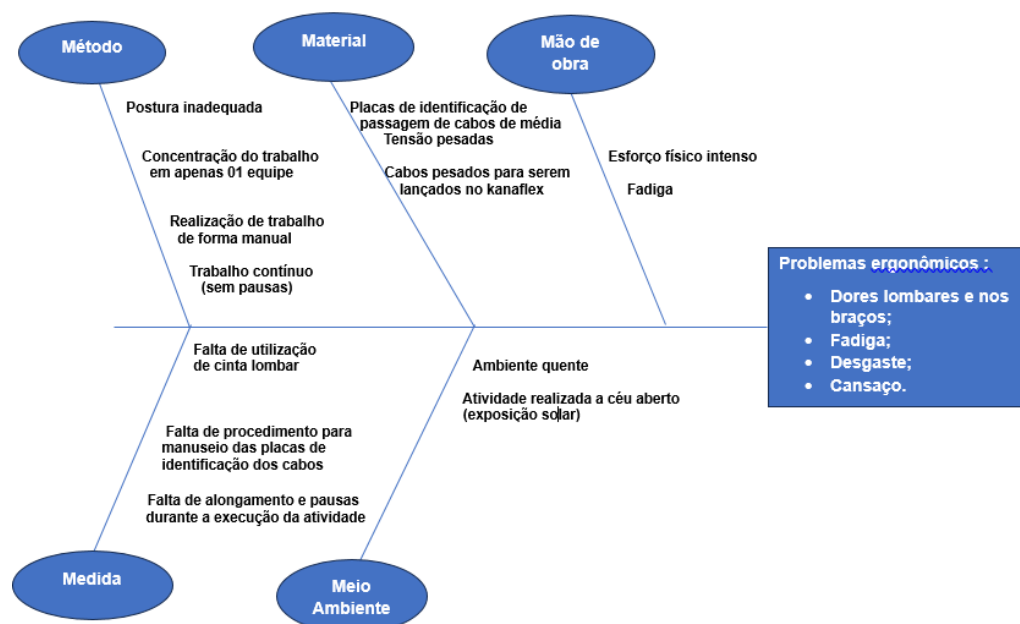 Método
Material
Mão de
obra
Postura inadequada
Concentração do trabalho
em apenas 01 equipe
Realização de trabalho
de forma manual
Trabalho contínuo
(sem pausas)
Placas de identificação de
passagem de cabos de média
Tensão pesadas
Cabos pesados para serem
lançados no kanaflex
Esforço físico intenso
Fadiga
Problemas ergonômicos :
• Dores lombares e nos
braços;
• Fadiga;
• Desgaste;
• Cansaço.
Falta de utilização
de cinta lombar
Falta de procedimento para
manuseio das placas de
identificação dos cabos
Falta de alongamento e pausas
durante a execução da atividade
Ambiente quente
Atividade realizada a céu aberto
(exposição solar)
Medida
Meio
Ambiente